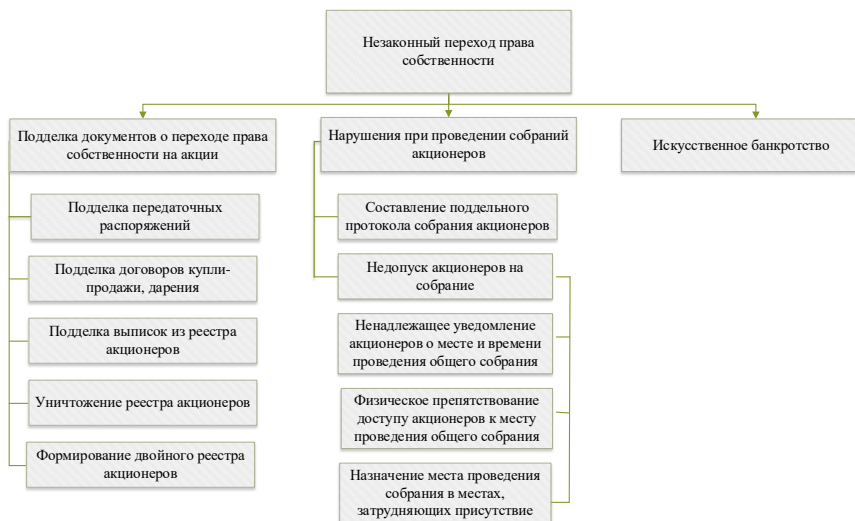 Незаконный переход права
собственности
Подделка документов о переходе права
собственности на акции
Нарушения при проведении собраний
акционеров
Искусственное банкротство
Подделка передаточных
распоряжений
Подделка договоров купли-
продажи, дарения
Подделка выписок из реестра
акционеров
Уничтожение реестра акционеров
Формирование двойного реестра
акционеров
Составление поддельного
протокола собрания акционеров
Недопуск акционеров на
собрание
Ненадлежащее уведомление
акционеров о месте и времени
проведения общего собрания
Физическое препятствование
доступу акционеров к месту
проведения общего собрания
Назначение места проведения
собрания в местах,
затрудняющих присутствие